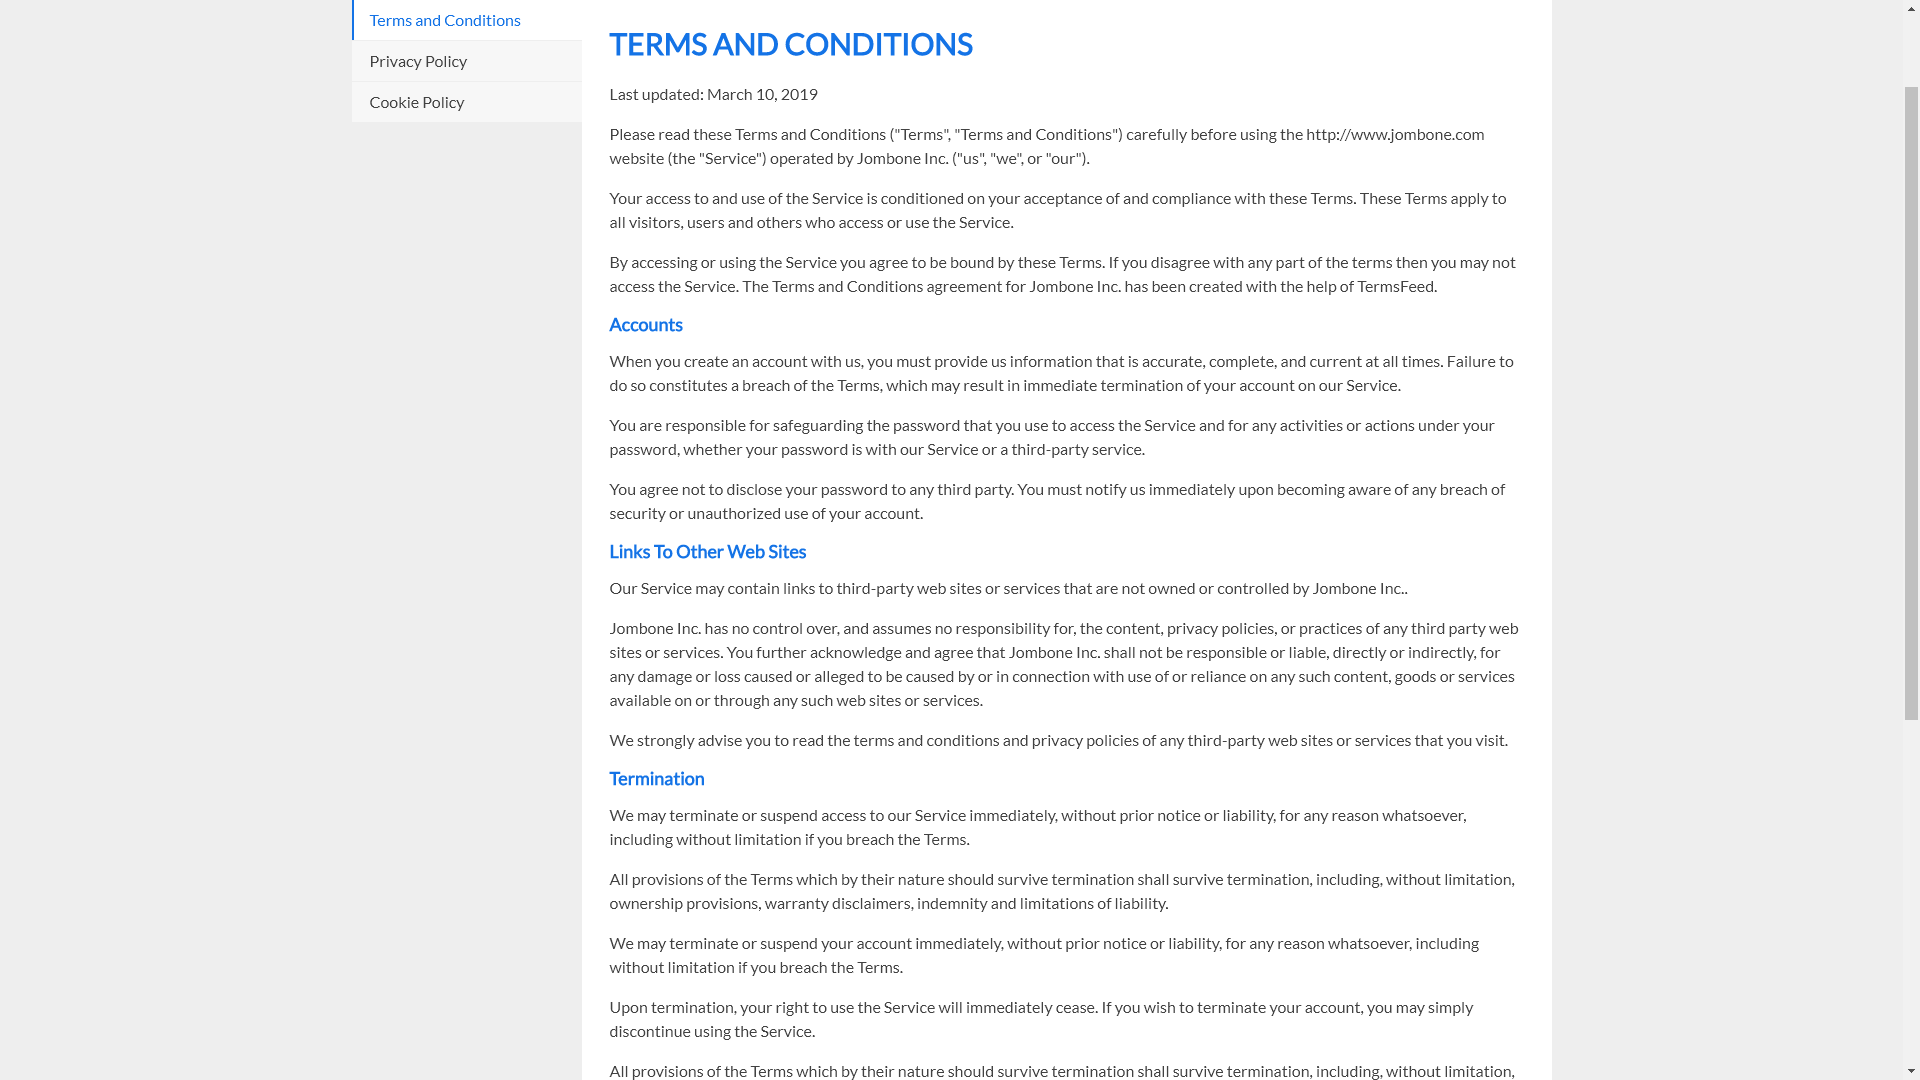 Terms and Conditions
Privacy Policy
Cookie Policy
TERMS AND CONDITIONS
Last updated: March 10, 2019
Please read these Terms and Conditions ("Terms", "Terms and Conditions") carefully before using the http://www.jombone.com
website (the "Service") operated by Jombone Inc. ("us", "we", or "our").
Your access to and use of the Service is conditioned on your acceptance of and compliance with these Terms. These Terms apply to
all visitors, users and others who access or use the Service.
By accessing or using the Service you agree to be bound by these Terms. If you disagree with any part of the terms then you may not
access the Service. The Terms and Conditions agreement for Jombone Inc. has been created with the help of TermsFeed.
Accounts
When you create an account with us, you must provide us information that is accurate, complete, and current at all times. Failure to
do so constitutes a breach of the Terms, which may result in immediate termination of your account on our Service.
You are responsible for safeguarding the password that you use to access the Service and for any activities or actions under your
password, whether your password is with our Service or a third-party service.
You agree not to disclose your password to any third party. You must notify us immediately upon becoming aware of any breach of
security or unauthorized use of your account.
Links To Other Web Sites
Our Service may contain links to third-party web sites or services that are not owned or controlled by Jombone Inc..
Jombone Inc. has no control over, and assumes no responsibility for, the content, privacy policies, or practices of any third party web
sites or services. You further acknowledge and agree that Jombone Inc. shall not be responsible or liable, directly or indirectly, for
any damage or loss caused or alleged to be caused by or in connection with use of or reliance on any such content, goods or services
available on or through any such web sites or services.
We strongly advise you to read the terms and conditions and privacy policies of any third-party web sites or services that you visit.
Termination
We may terminate or suspend access to our Service immediately, without prior notice or liability, for any reason whatsoever,
including without limitation if you breach the Terms.
All provisions of the Terms which by their nature should survive termination shall survive termination, including, without limitation,
ownership provisions, warranty disclaimers, indemnity and limitations of liability.
We may terminate or suspend your account immediately, without prior notice or liability, for any reason whatsoever, including
without limitation if you breach the Terms.
Upon termination, your right to use the Service will immediately cease. If you wish to terminate your account, you may simply
discontinue using the Service.
All provisions of the Terms which by their nature should survive termination shall survive termination, including, without limitation,